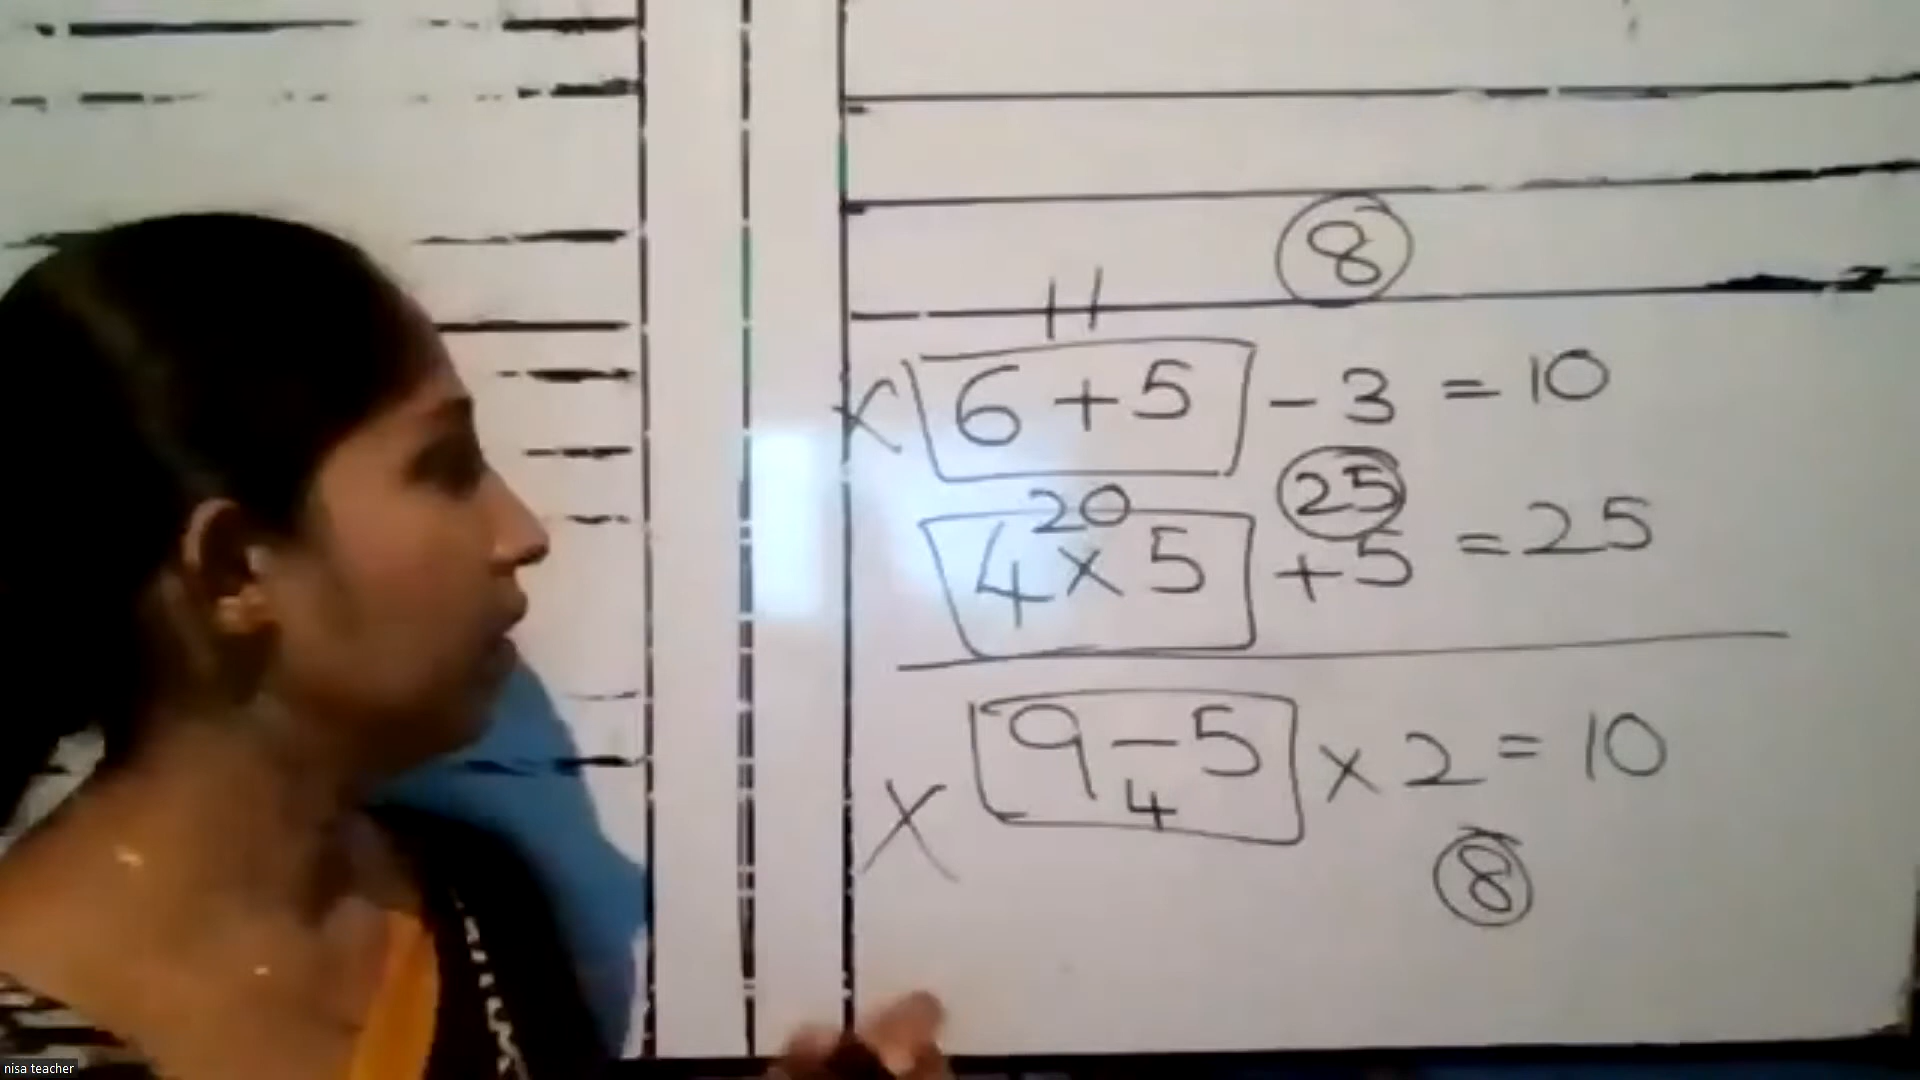 8
11
× 6 + 5 - 3 = 10
20 25
4 × 5 + 5 = 25
9 - 5 × 2 = 10
× 4
8
nisa teacher